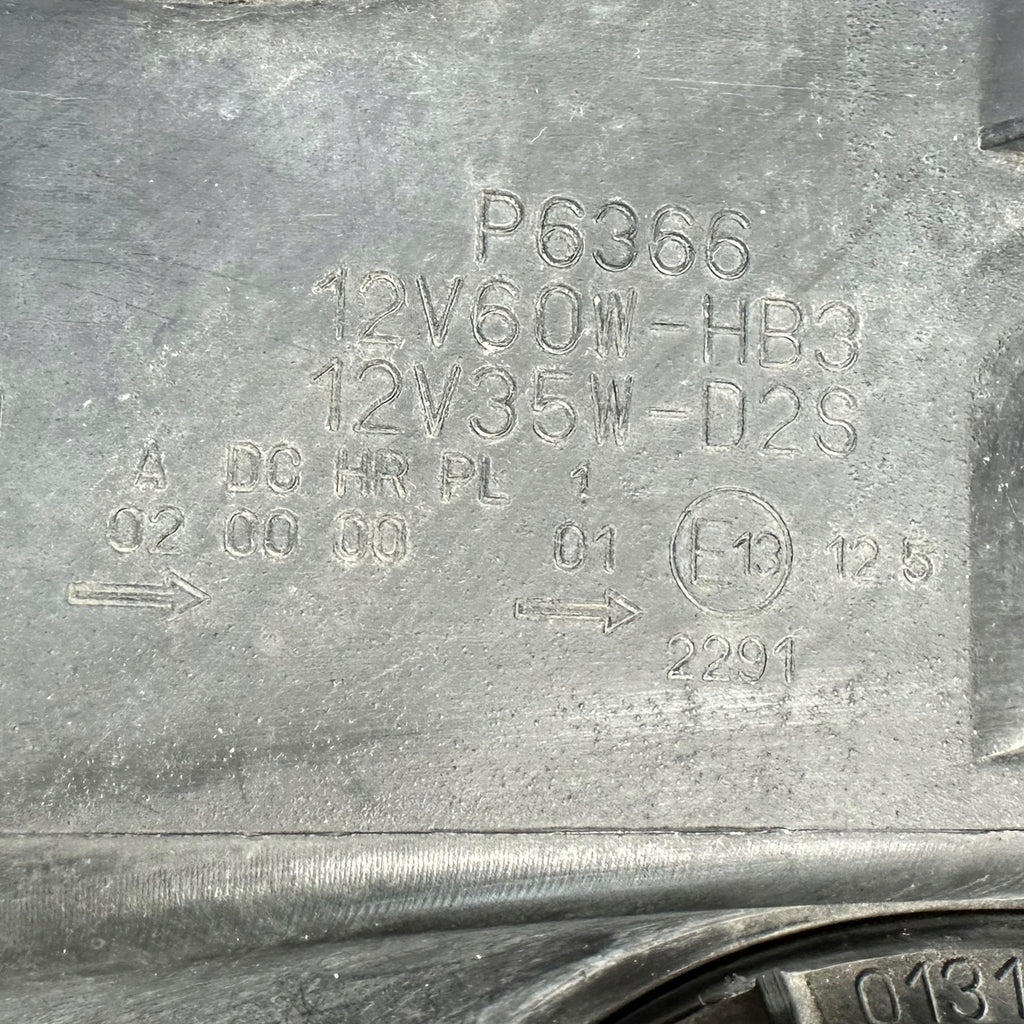 P6366
12V60W-HB3
12V35W-D2S
A DC HR PL 1
02 00 00 01 E13 12.5
2291
0131